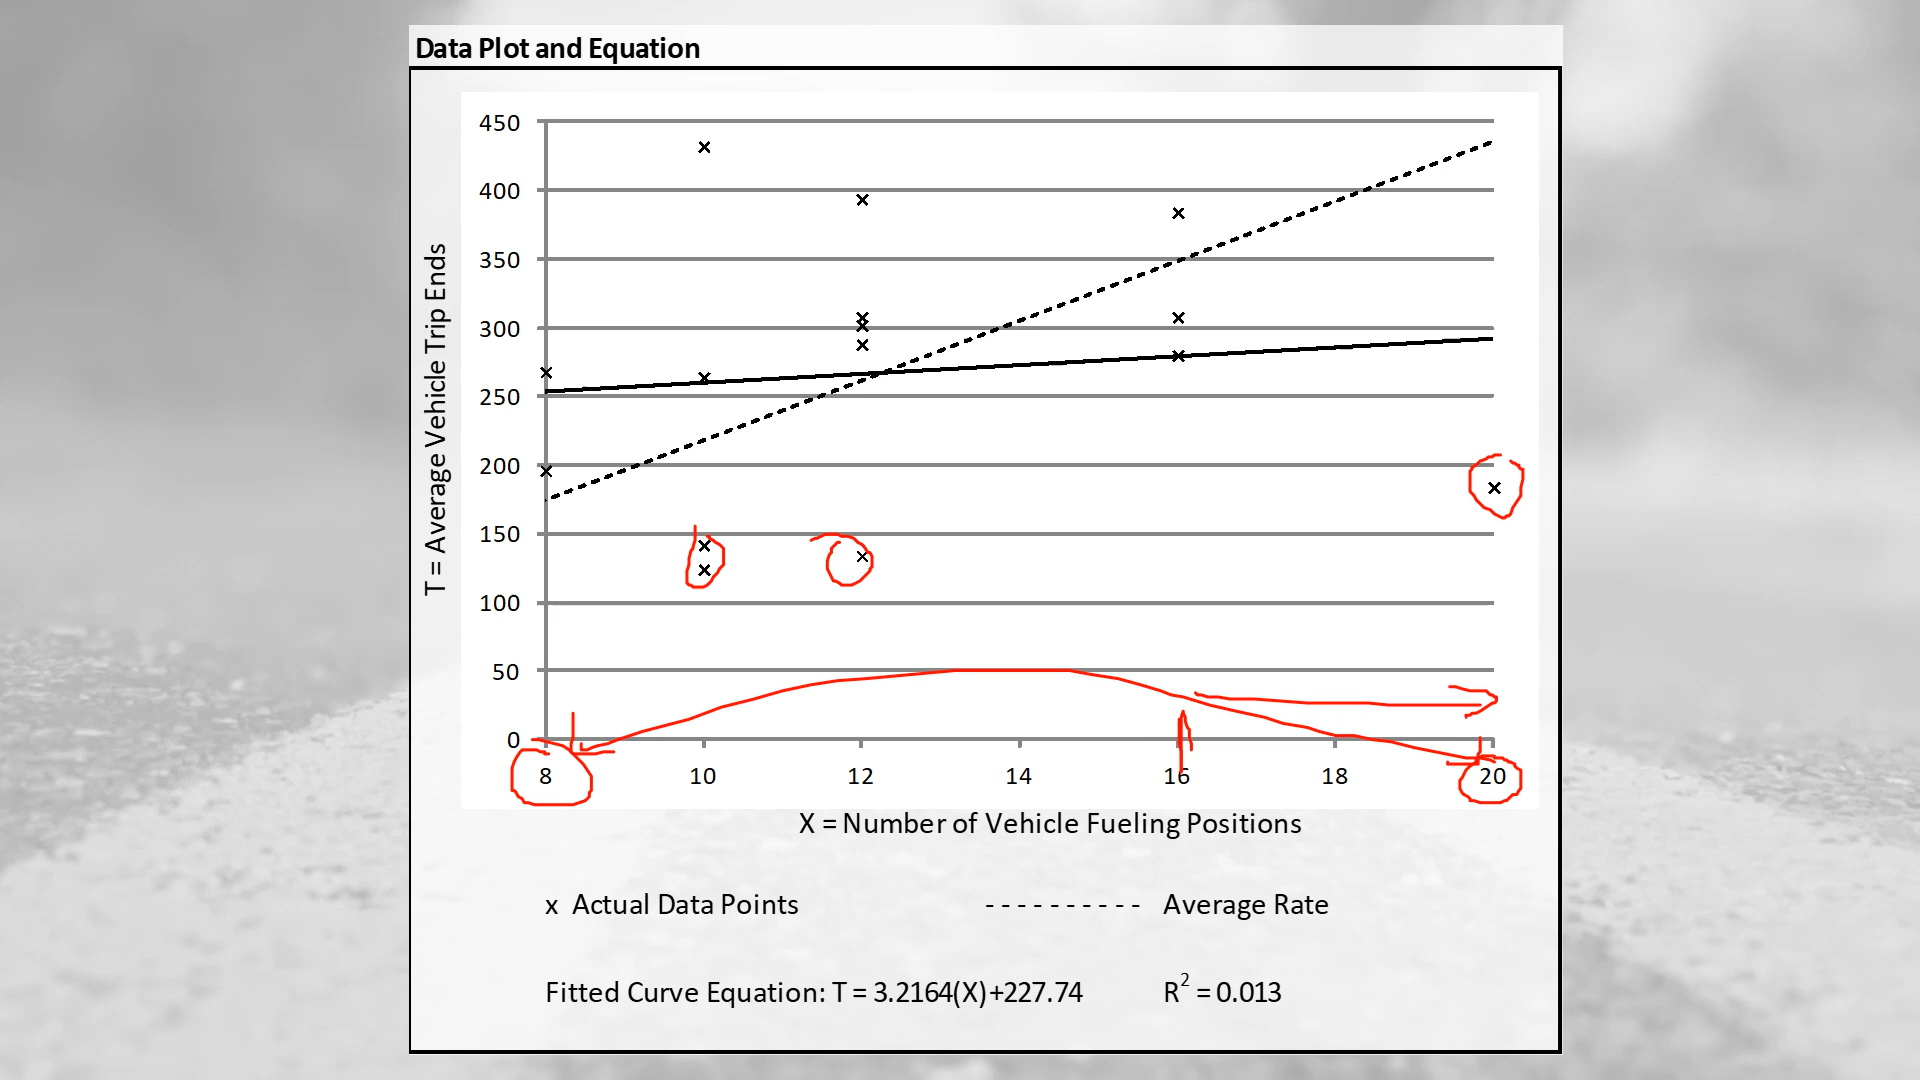 Data Plot and Equation
450
400
350
300
250
200
150
100
50
0
T = Average Vehicle Trip Ends
8 10 12 14 16 18 20
X = Number of Vehicle Fueling Positions
x Actual Data Points ---------- Average Rate
Fitted Curve Equation: T = 3.2164(X)+227.74 R² = 0.013